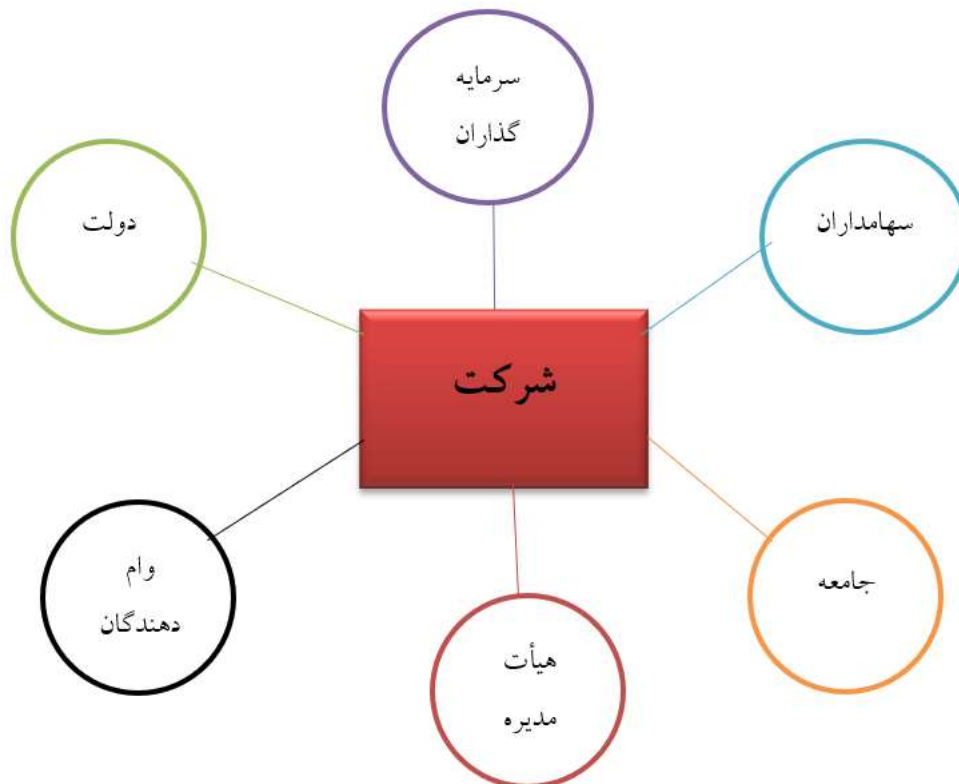 سرمایه
گذاران
سهامداران
دولت
شرکت
جامعه
وام
دهندگان
هیأت
مدیره